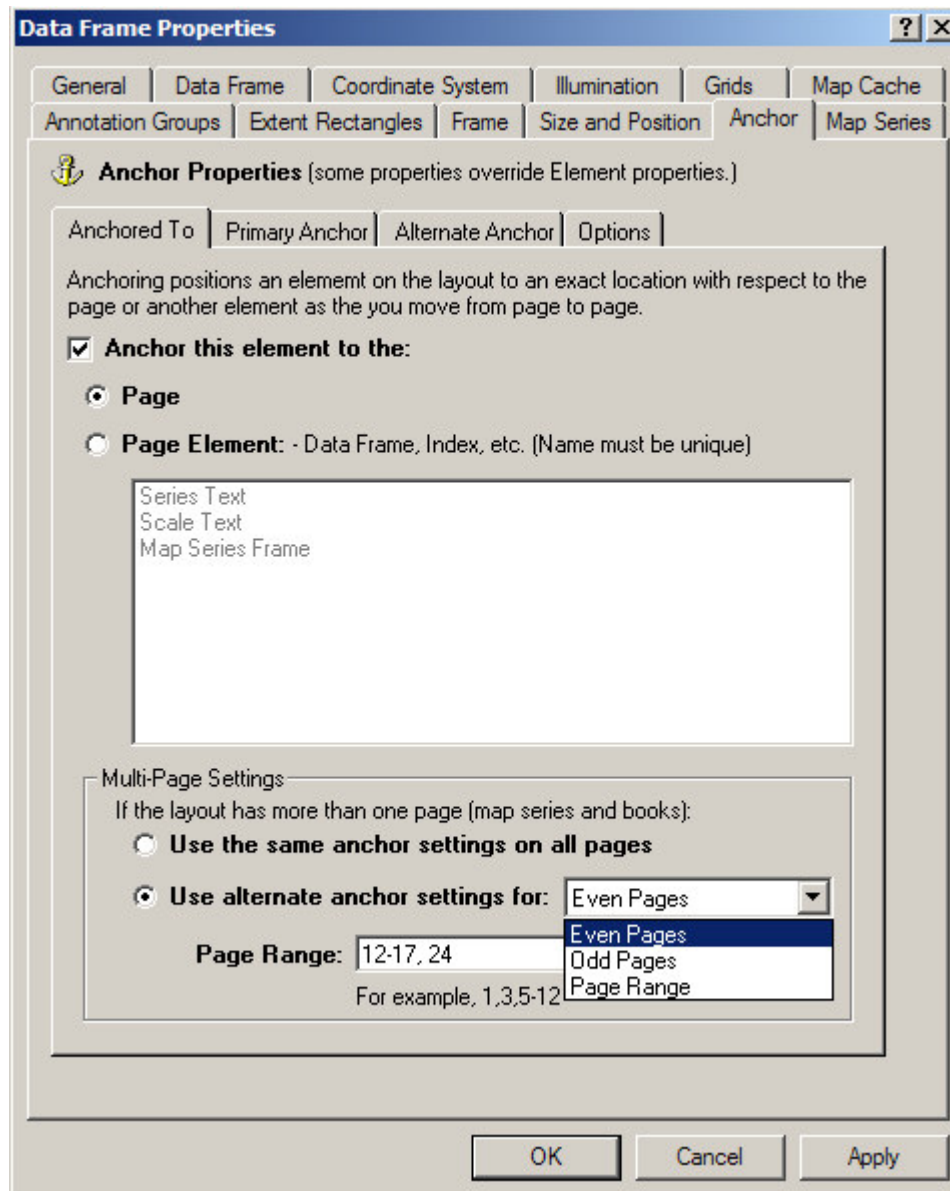 Data Frame Properties
General Data Frame Coordinate System Illumination Grids Map Cache
Annotation Groups Extent Rectangles Frame Size and Position Anchor Map Series
Anchor Properties (some properties override Element properties.)
Anchored To Primary Anchor Alternate Anchor Options
Anchoring positions an elememt on the layout to an exact location with respect to the
page or another element as the you move from page to page.
Anchor this element to the:
Page
Page Element: - Data Frame, Index, etc. (Name must be unique)
Series Text
Scale Text
Map Series Frame
Multi-Page Settings
If the layout has more than one page (map series and books):
Use the same anchor settings on all pages
Use alternate anchor settings for: Even Pages
Even Pages
Odd Pages
Page Range
Page Range: 12-17, 24
For example, 1,3,5-12
OK Cancel Apply